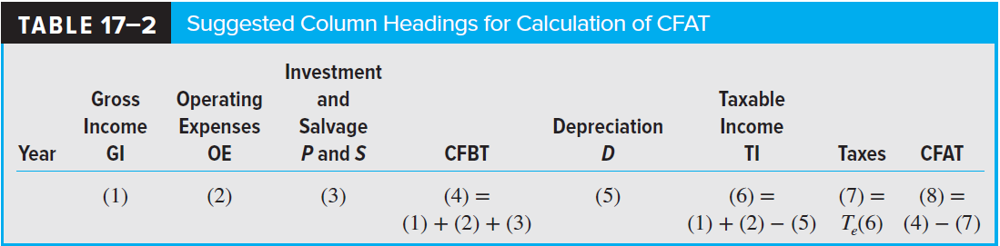 TABLE 17–2 Suggested Column Headings for Calculation of CFAT
Investment
Gross Operating and Taxable
Income Expenses Salvage Depreciation Income
Year GI OE P and S CFBT D TI Taxes CFAT
(1) (2) (3) (4) = (5) (6) = (7) = (8) =
(1) + (2) + (3) (1) + (2) − (5) Te(6) (4) − (7)